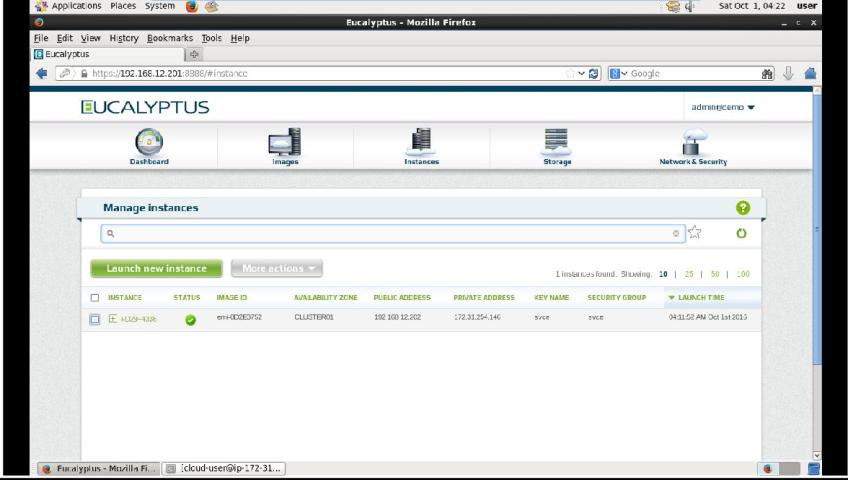 Applications Places System Sat Oct 1, 04:22 user
Eucalyptus - Mozilla Firefox
File Edit View History Bookmarks Tools Help
Eucalyptus
https://192.168.12.201:8888/#instance Google
EUCALYPTUS admin@demo
Dashboard Images Instances Storage Network & Security
Manage instances
Launch new instance More actions 1 instances found. Showing: 10 | 25 | 50 | 100
INSTANCE STATUS IMAGE ID AVAILABILITY ZONE PUBLIC ADDRESS PRIVATE ADDRESS KEY NAME SECURITY GROUP LAUNCH TIME
emi-0D2E3752 CLUSTER01 192.168.12.202 172.31.254.146 svce svce 04:11:52 AM Oct 1st 2016
Eucalyptus - Mozilla Fi... [cloud-user@ip-172-31...